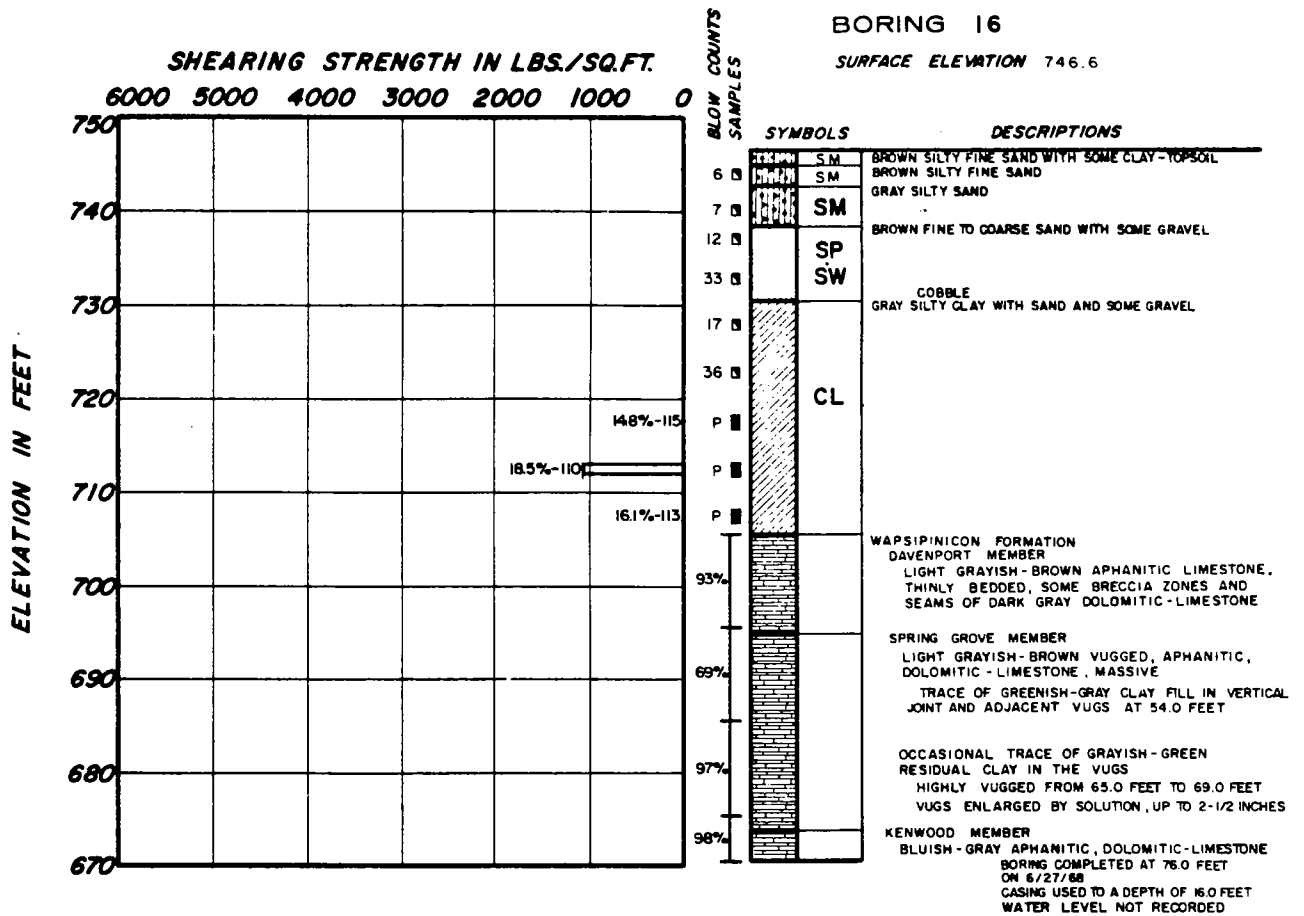 BORING 16
SURFACE ELEVATION 746.6
SHEARING STRENGTH IN LBS./SQ.FT.
6000 5000 4000 3000 2000 1000 0
BLOW COUNTS
SAMPLES
SYMBOLS
DESCRIPTIONS
ELEVATION IN FEET
750
740
730
720
710
700
690
680
670
14.8%-115
18.5%-110
16.1%-113
6
7
12
33
17
36
P
P
P
93%
69%
97%
98%
SM
SM
SM
SP
SW
CL
BROWN SILTY FINE SAND WITH SOME CLAY-TOPSOIL
BROWN SILTY FINE SAND
GRAY SILTY SAND
BROWN FINE TO COARSE SAND WITH SOME GRAVEL
COBBLE
GRAY SILTY CLAY WITH SAND AND SOME GRAVEL
WAPSIPINICON FORMATION
DAVENPORT MEMBER
LIGHT GRAYISH-BROWN APHANITIC LIMESTONE,
THINLY BEDDED, SOME BRECCIA ZONES AND
SEAMS OF DARK GRAY DOLOMITIC-LIMESTONE
SPRING GROVE MEMBER
LIGHT GRAYISH-BROWN VUGGED, APHANITIC,
DOLOMITIC-LIMESTONE, MASSIVE
TRACE OF GREENISH-GRAY CLAY FILL IN VERTICAL
JOINT AND ADJACENT VUGS AT 54.0 FEET
OCCASIONAL TRACE OF GRAYISH-GREEN
RESIDUAL CLAY IN THE VUGS
HIGHLY VUGGED FROM 65.0 FEET TO 69.0 FEET
VUGS ENLARGED BY SOLUTION, UP TO 2-1/2 INCHES
KENWOOD MEMBER
BLUISH-GRAY APHANITIC, DOLOMITIC-LIMESTONE
BORING COMPLETED AT 76.0 FEET
ON 6/27/68
CASING USED TO A DEPTH OF 16.0 FEET
WATER LEVEL NOT RECORDED